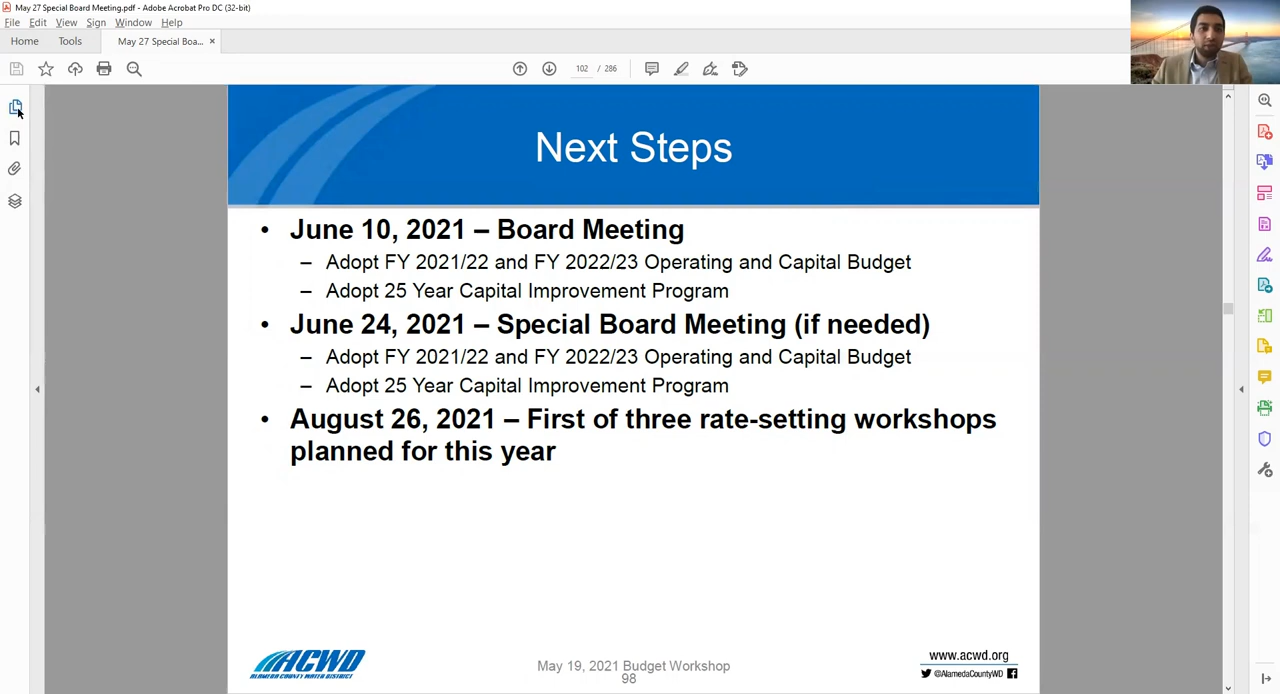 May 27 Special Board Meeting.pdf - Adobe Acrobat Pro DC (32-bit)
File Edit View Sign Window Help
Home Tools May 27 Special Boa... ×
102 / 286
Next Steps
• June 10, 2021 – Board Meeting
– Adopt FY 2021/22 and FY 2022/23 Operating and Capital Budget
– Adopt 25 Year Capital Improvement Program
• June 24, 2021 – Special Board Meeting (if needed)
– Adopt FY 2021/22 and FY 2022/23 Operating and Capital Budget
– Adopt 25 Year Capital Improvement Program
• August 26, 2021 – First of three rate-setting workshops
planned for this year
ACWD
ALAMEDA COUNTY WATER DISTRICT
May 19, 2021 Budget Workshop
98
www.acwd.org
@AlamedaCountyWD